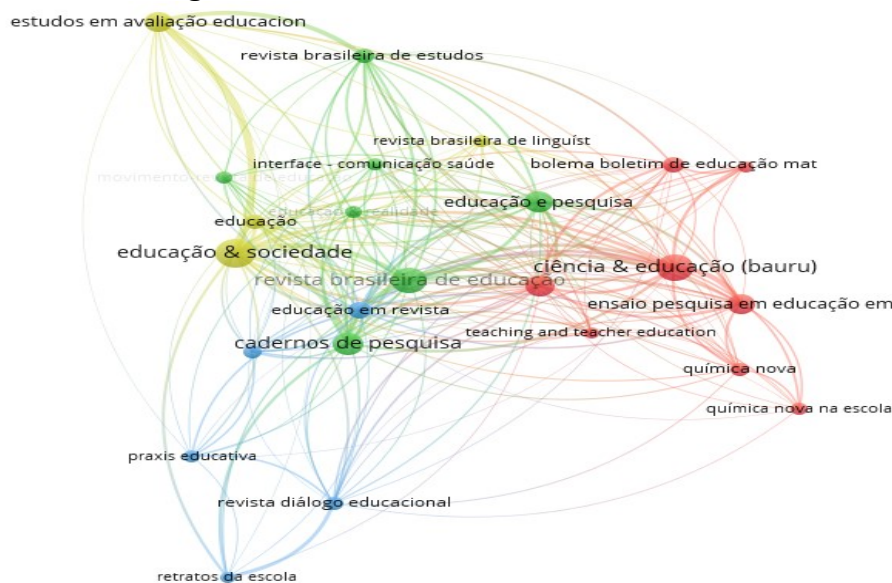 estudos em avaliação educacion
revista brasileira de estudos
revista brasileira de linguíst
interface - comunicação saúde
bolema boletim de educação mat
educação e pesquisa
educação
educação & sociedade
ciência & educação (bauru)
revista brasileira de educação
ensaio pesquisa em educação em
educação em revista
teaching and teacher education
cadernos de pesquisa
química nova
química nova na escola
praxis educativa
revista diálogo educacional
retratos da escola